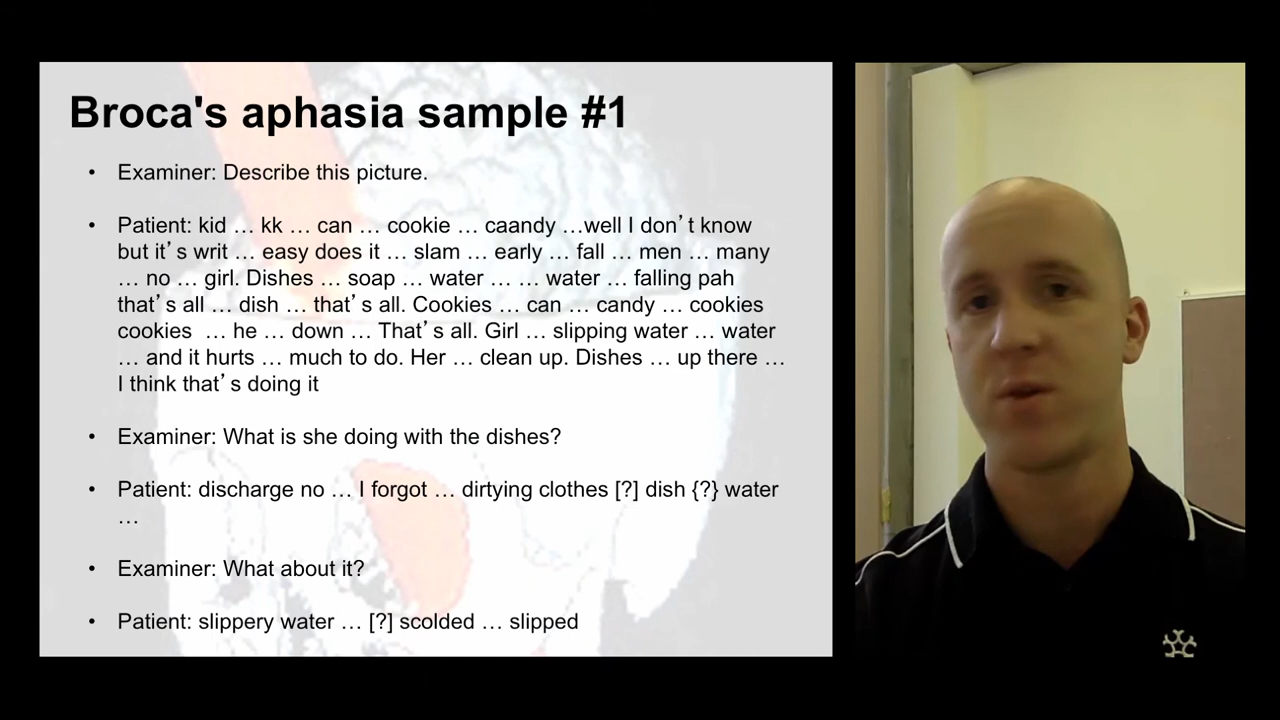 Broca's aphasia sample #1
• Examiner: Describe this picture.
• Patient: kid … kk … can … cookie … caandy …well I don’t know
but it’s writ … easy does it … slam … early … fall … men … many
… no … girl. Dishes … soap … water … … water … falling pah
that’s all … dish … that’s all. Cookies … can … candy … cookies
cookies … he … down … That’s all. Girl … slipping water … water
… and it hurts … much to do. Her … clean up. Dishes … up there …
I think that’s doing it
• Examiner: What is she doing with the dishes?
• Patient: discharge no … I forgot … dirtying clothes [?] dish {?} water
…
• Examiner: What about it?
• Patient: slippery water … [?] scolded … slipped